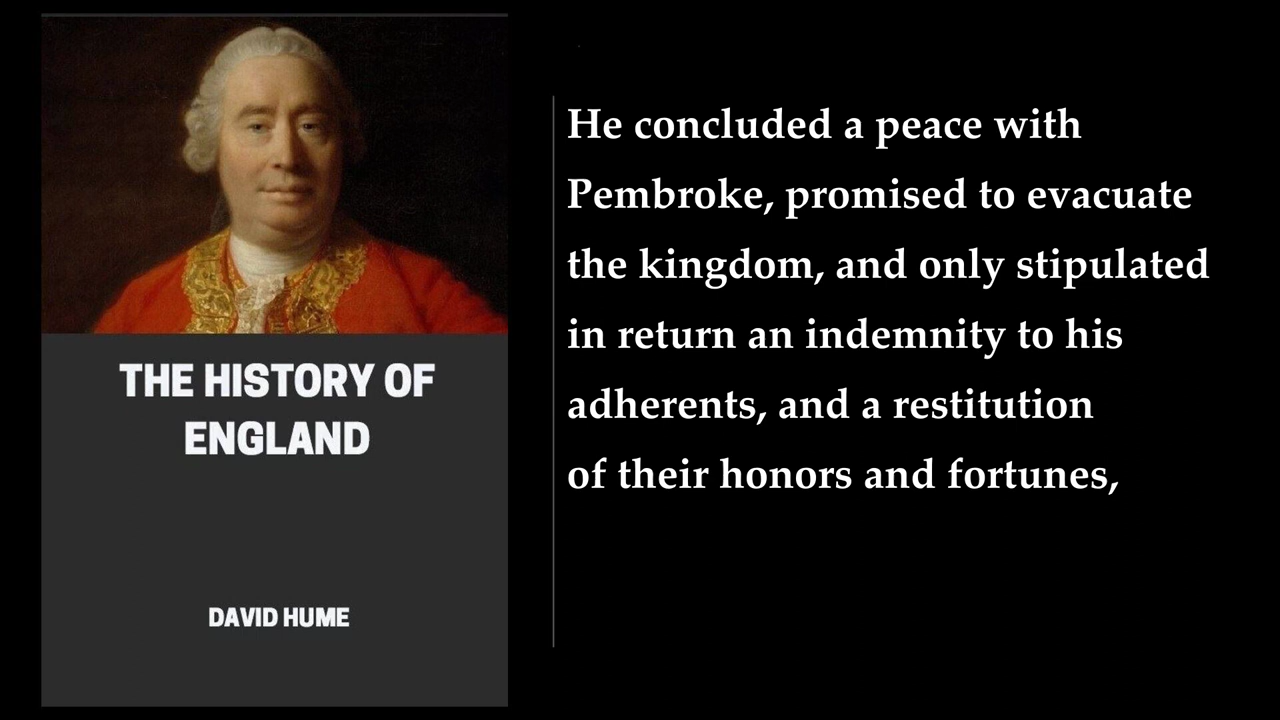 THE HISTORY OF
ENGLAND
DAVID HUME
He concluded a peace with
Pembroke, promised to evacuate
the kingdom, and only stipulated
in return an indemnity to his
adherents, and a restitution
of their honors and fortunes,